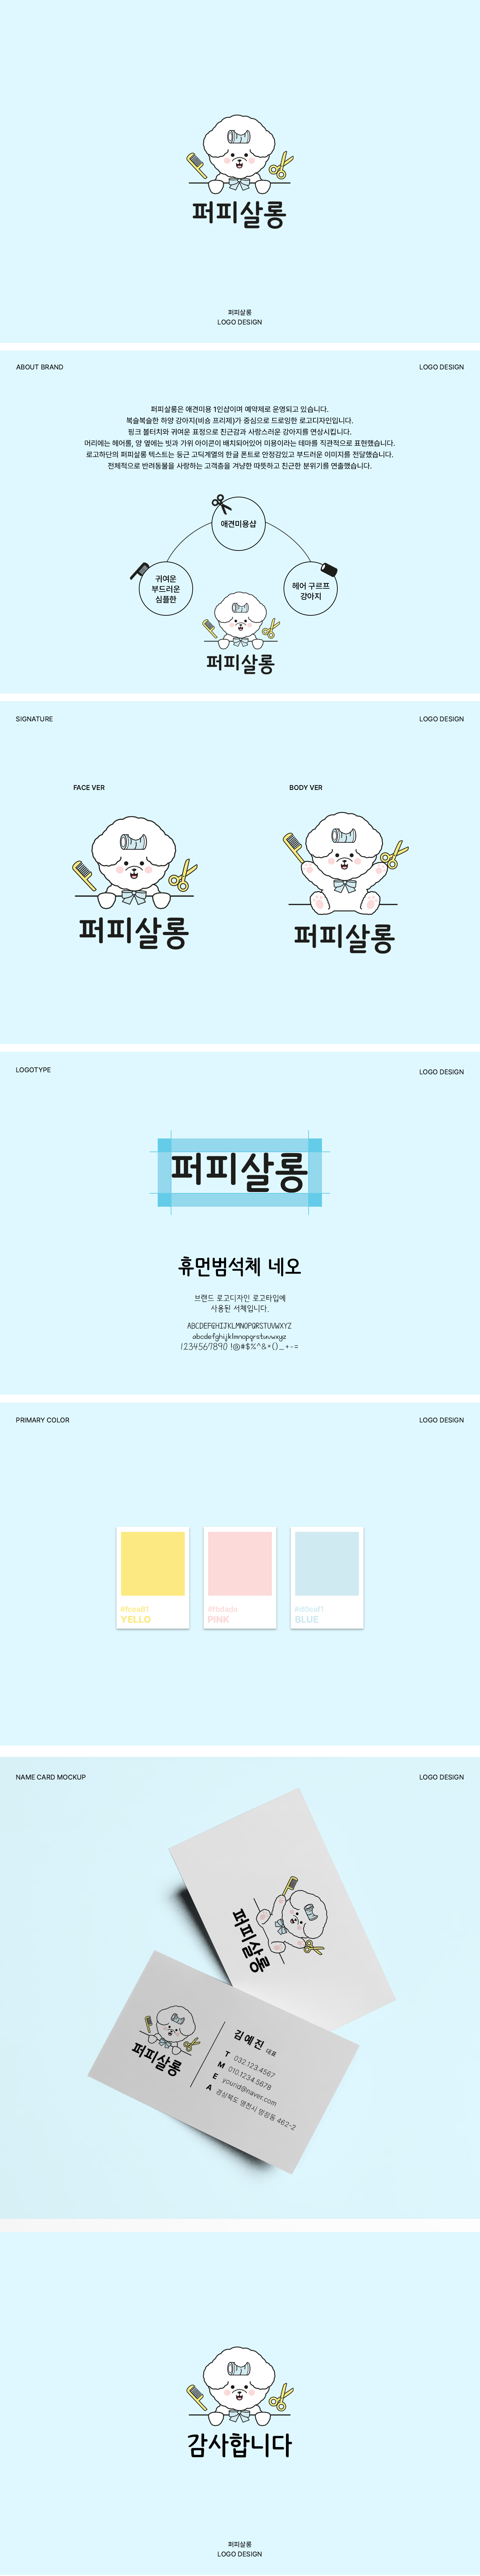 퍼피살롱
퍼피살롱
LOGO DESIGN
ABOUT BRAND
LOGO DESIGN
퍼피살롱은 애견미용 1인샵이며 예약제로 운영되고 있습니다.
복슬복슬한 하양 강아지(비숑 프리제)가 중심으로 드로잉한 로고디자인입니다.
핑크 볼터치와 귀여운 표정으로 친근감과 사랑스러운 강아지를 연상시킵니다.
머리에는 헤어롤, 양 옆에는 빗과 가위 아이콘이 배치되어있어 미용이라는 테마를 직관적으로 표현했습니다.
로고하단의 퍼피살롱 텍스트는 둥근 고딕계열의 한글 폰트로 안정감있고 부드러운 이미지를 전달했습니다.
전체적으로 반려동물을 사랑하는 고객층을 겨냥한 따뜻하고 친근한 분위기를 연출했습니다.
애견미용샵
귀여운
부드러운
심플한
헤어 구르프
강아지
퍼피살롱
SIGNATURE
LOGO DESIGN
FACE VER
BODY VER
퍼피살롱
퍼피살롱
LOGOTYPE
LOGO DESIGN
퍼피살롱
휴먼범석체 네오
브랜드 로고디자인 로고타입에
사용된 서체입니다.
ABCDEFGHIJKLMNOPQRSTUVWXYZ
abcdefghijklmnopqrstuvwxyz
1234567890 !@#$%^&*()_+-=
PRIMARY COLOR
LOGO DESIGN
YELLO
PINK
BLUE
NAME CARD MOCKUP
LOGO DESIGN
퍼피살롱
퍼피살롱
김예진 대표
T 032.123.4567
M 010.1234.5678
E yourid@naver.com
A 경상북도 영천시 범정동 462-2
감사합니다
퍼피살롱
LOGO DESIGN